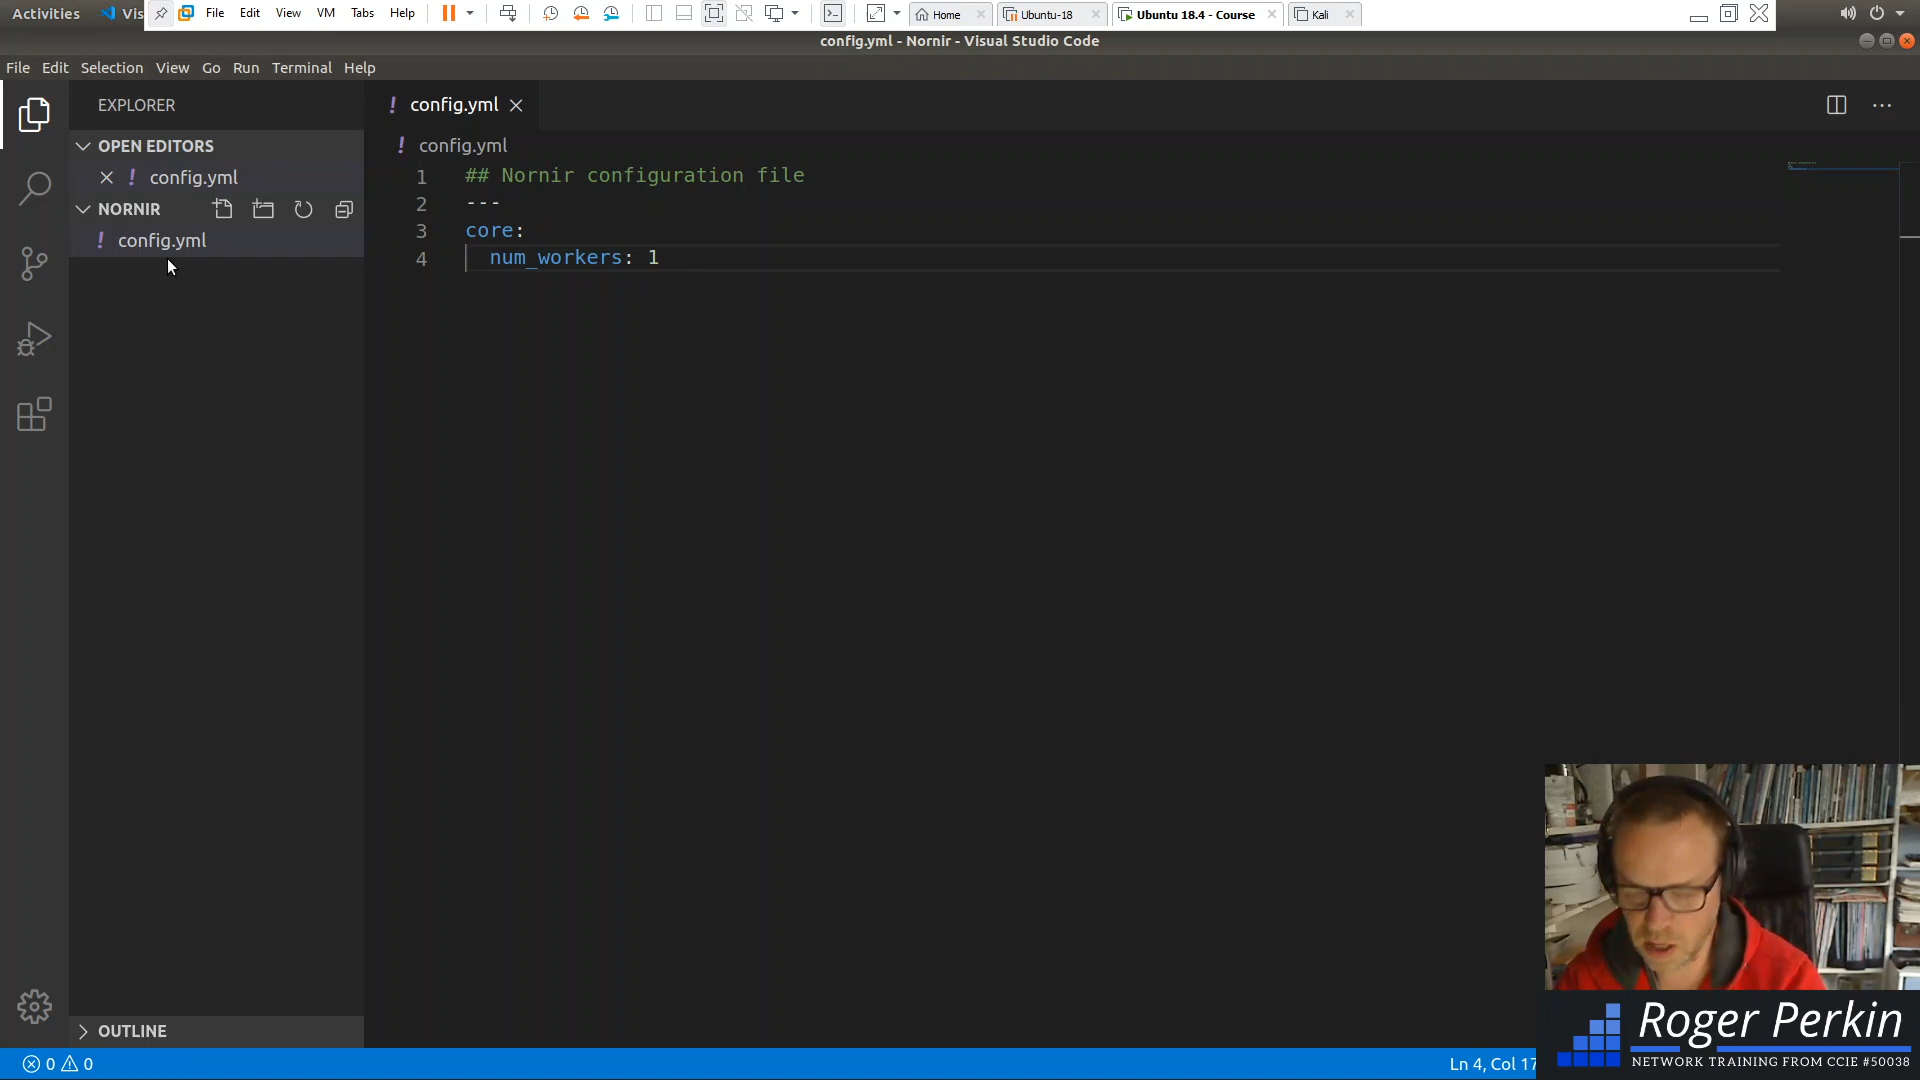 Activities
Vis
File Edit View VM Tabs Help
Home
Ubuntu-18
Ubuntu 18.4 - Course
Kali
config.yml - Nornir - Visual Studio Code
File Edit Selection View Go Run Terminal Help
EXPLORER
OPEN EDITORS
config.yml
NORNIR
config.yml
OUTLINE
config.yml
config.yml
1 ## Nornir configuration file
2 ---
3 core:
4 num_workers: 1
0 0
Ln 4, Col 17
Roger Perkin
NETWORK TRAINING FROM CCIE #50038